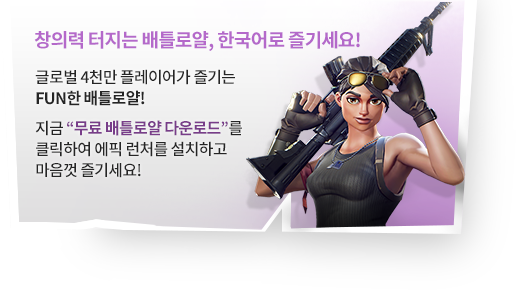 창의력 터지는 배틀로얄, 한국어로 즐기세요!
글로벌 4천만 플레이어가 즐기는
FUN한 배틀로얄!
지금 “무료 배틀로얄 다운로드”를
클릭하여 에픽 런처를 설치하고
마음껏 즐기세요!